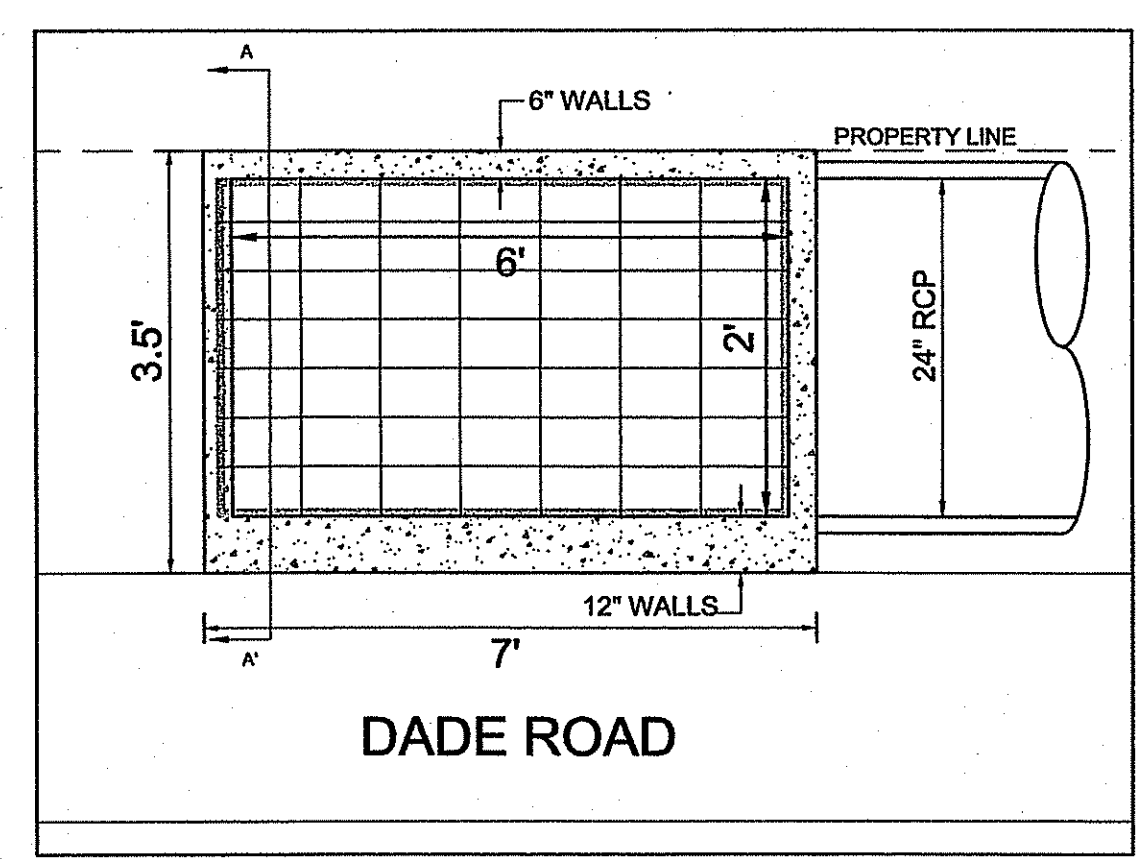 A
6" WALLS
PROPERTY LINE
6'
3.5'
2'
24" RCP
12" WALLS
7'
A'
DADE ROAD